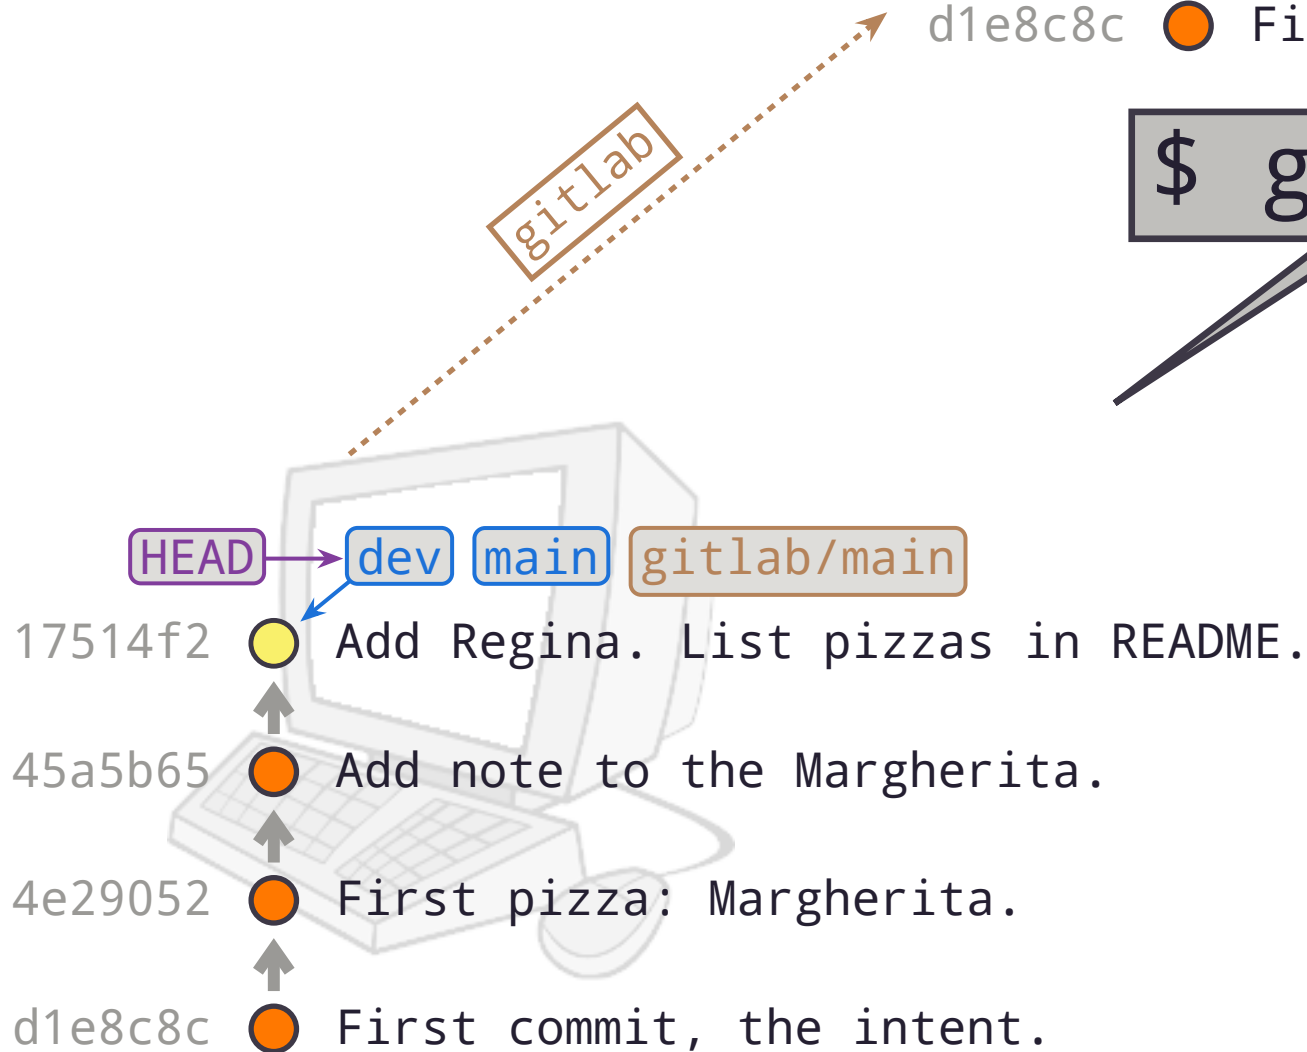 d1e8c8c Fi
gitlab
$ g
HEAD dev main gitlab/main
17514f2 Add Regina. List pizzas in README.
45a5b65 Add note to the Margherita.
4e29052 First pizza: Margherita.
d1e8c8c First commit, the intent.